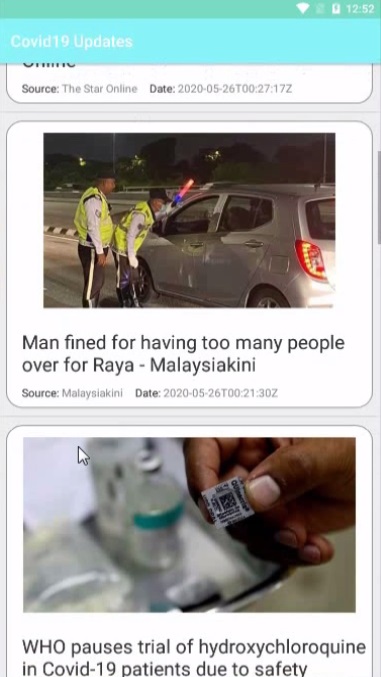 12:52
Covid19 Updates
Online
Source: The Star Online Date: 2020-05-26T00:27:17Z
Man fined for having too many people
over for Raya - Malaysiakini
Source: Malaysiakini Date: 2020-05-26T00:21:30Z
WHO pauses trial of hydroxychloroquine
in Covid-19 patients due to safety